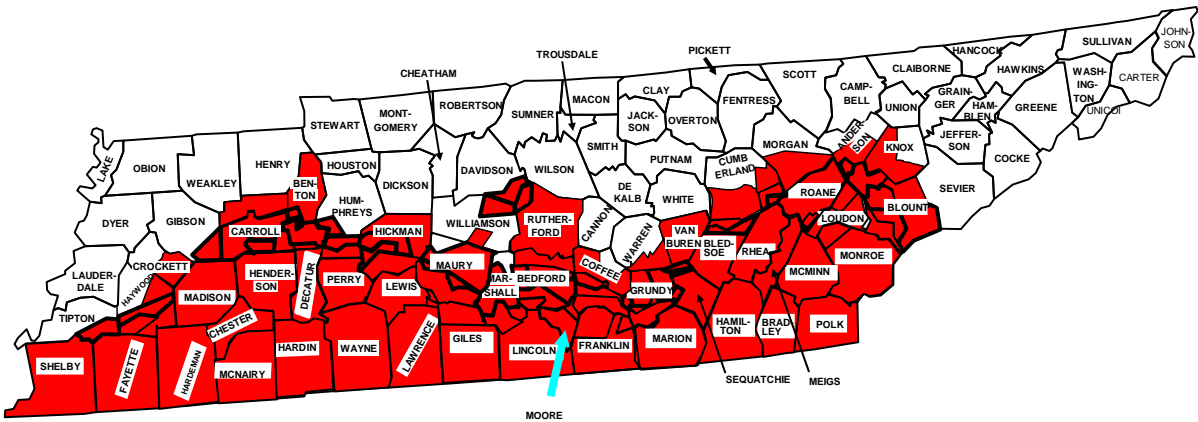 JOHN-
SON
SULLIVAN
HANCOCK
HAWKINS
CARTER
WASH-
ING-
TON
UNICOI
PICKETT
TROUSDALE
CHEATHAM
SCOTT
CLAIBORNE
CAMP-
BELL
UNION
GRAIN-
GER
HAM-
BLEN
GREENE
ROBERTSON
SUMNER
MACON
CLAY
FENTRESS
JACK-
SON
OVERTON
STEWART
MONT-
GOMERY
ANDER-
SON
KNOX
JEFFER-
SON
COCKE
LAKE
OBION
WEAKLEY
HENRY
HOUSTON
DICKSON
DAVIDSON
WILSON
SMITH
PUTNAM
CUMB
ERLAND
MORGAN
ROANE
SEVIER
BEN-
TON
HUM-
PHREYS
DE
KALB
WHITE
LOUDON
BLOUNT
DYER
GIBSON
CARROLL
HICKMAN
WILLIAMSON
RUTHER-
FORD
CANNON
WARREN
VAN
BUREN
BLED-
SOE
RHEA
MCMINN
MONROE
LAUDER-
DALE
CROCKETT
HAYWOOD
MADISON
HENDER-
SON
DECATUR
PERRY
LEWIS
MAURY
MAR-
SHALL
BEDFORD
COFFEE
GRUNDY
TIPTON
CHESTER
SHELBY
FAYETTE
HARDEMAN
MCNAIRY
HARDIN
WAYNE
LAWRENCE
GILES
LINCOLN
FRANKLIN
MARION
HAMIL-
TON
BRAD
LEY
POLK
SEQUATCHIE
MEIGS
MOORE